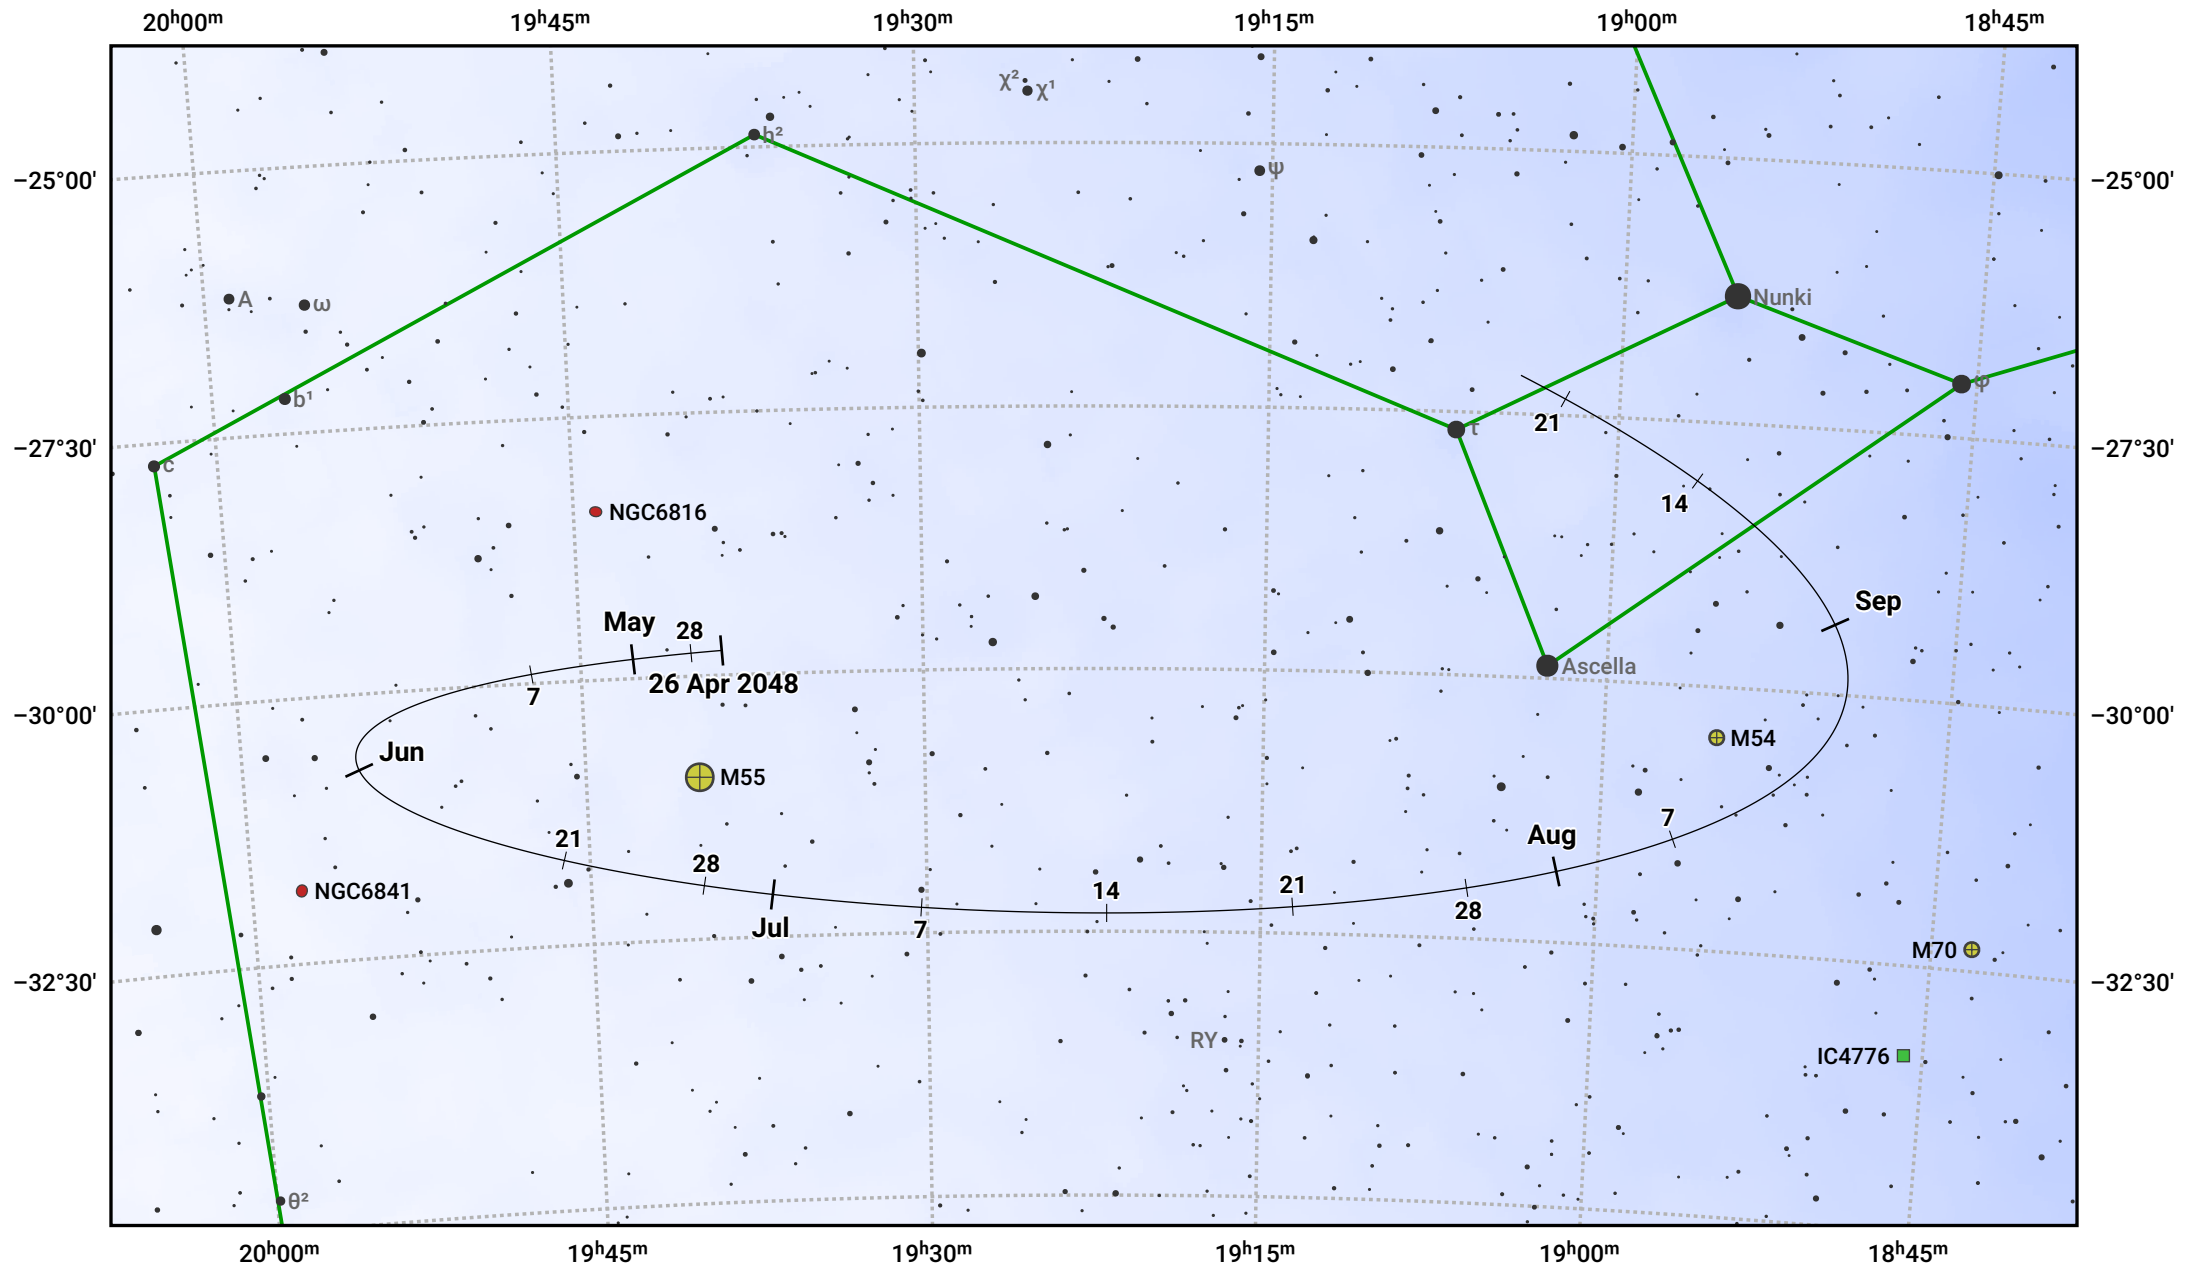 20ʰ00ᵐ 19ʰ45ᵐ 19ʰ30ᵐ 19ʰ15ᵐ 19ʰ00ᵐ 18ʰ45ᵐ
χ² χ¹
h²
ψ
−25°00' −25°00'
A ω Nunki
φ
b¹
21
τ
−27°30' −27°30'
c
14
NGC6816
Sep
May 28
Ascella
26 Apr 2048
7
−30°00' −30°00'
M54
Jun
M55
7
21 Aug
28
21
14
NGC6841
28
Jul 7
M70
−32°30' −32°30'
RY
IC4776
θ²
20ʰ00ᵐ 19ʰ45ᵐ 19ʰ30ᵐ 19ʰ15ᵐ 19ʰ00ᵐ 18ʰ45ᵐ